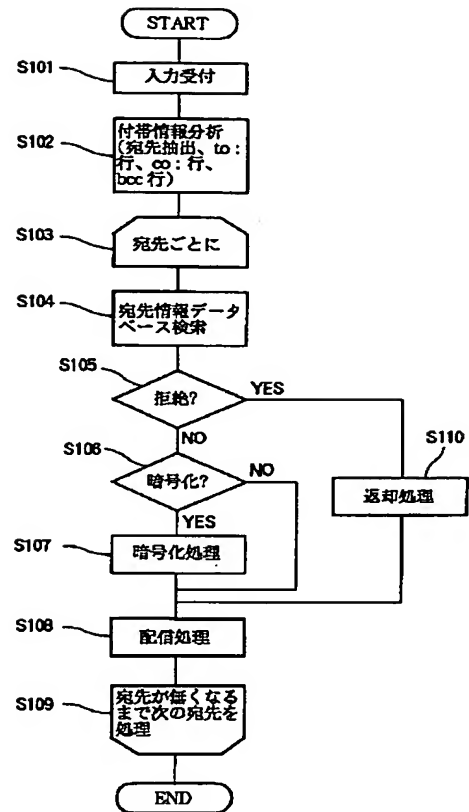 START
S101
入力受付
S102
付帯情報分析
(宛先抽出、to:
行、cc:行、
bcc 行)
S103
宛先ごとに
S104
宛先情報データ
ベース検索
S105
拒絶?
YES
NO
S106
暗号化?
NO
YES
S110
返却処理
S107
暗号化処理
S108
配信処理
S109
宛先が無くなる
まで次の宛先を
処理
END